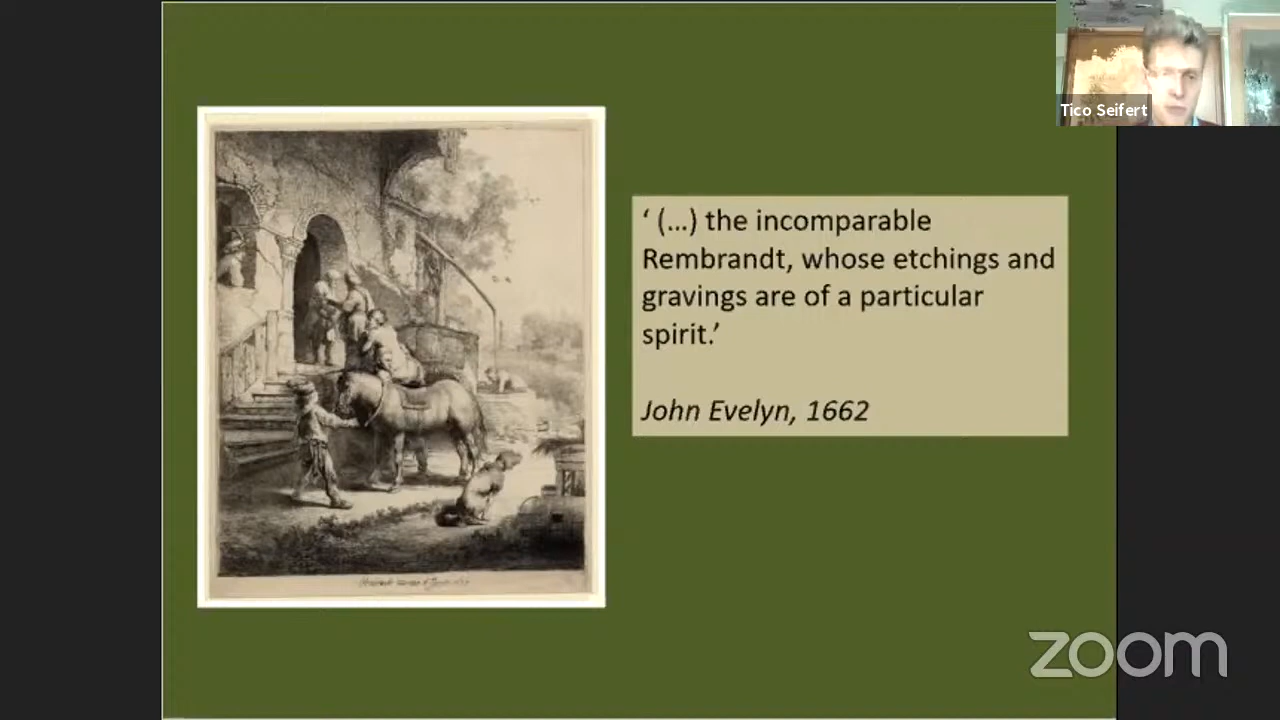 Tico Seifert
‘ (...) the incomparable
Rembrandt, whose etchings and
gravings are of a particular
spirit.’
John Evelyn, 1662
zoom